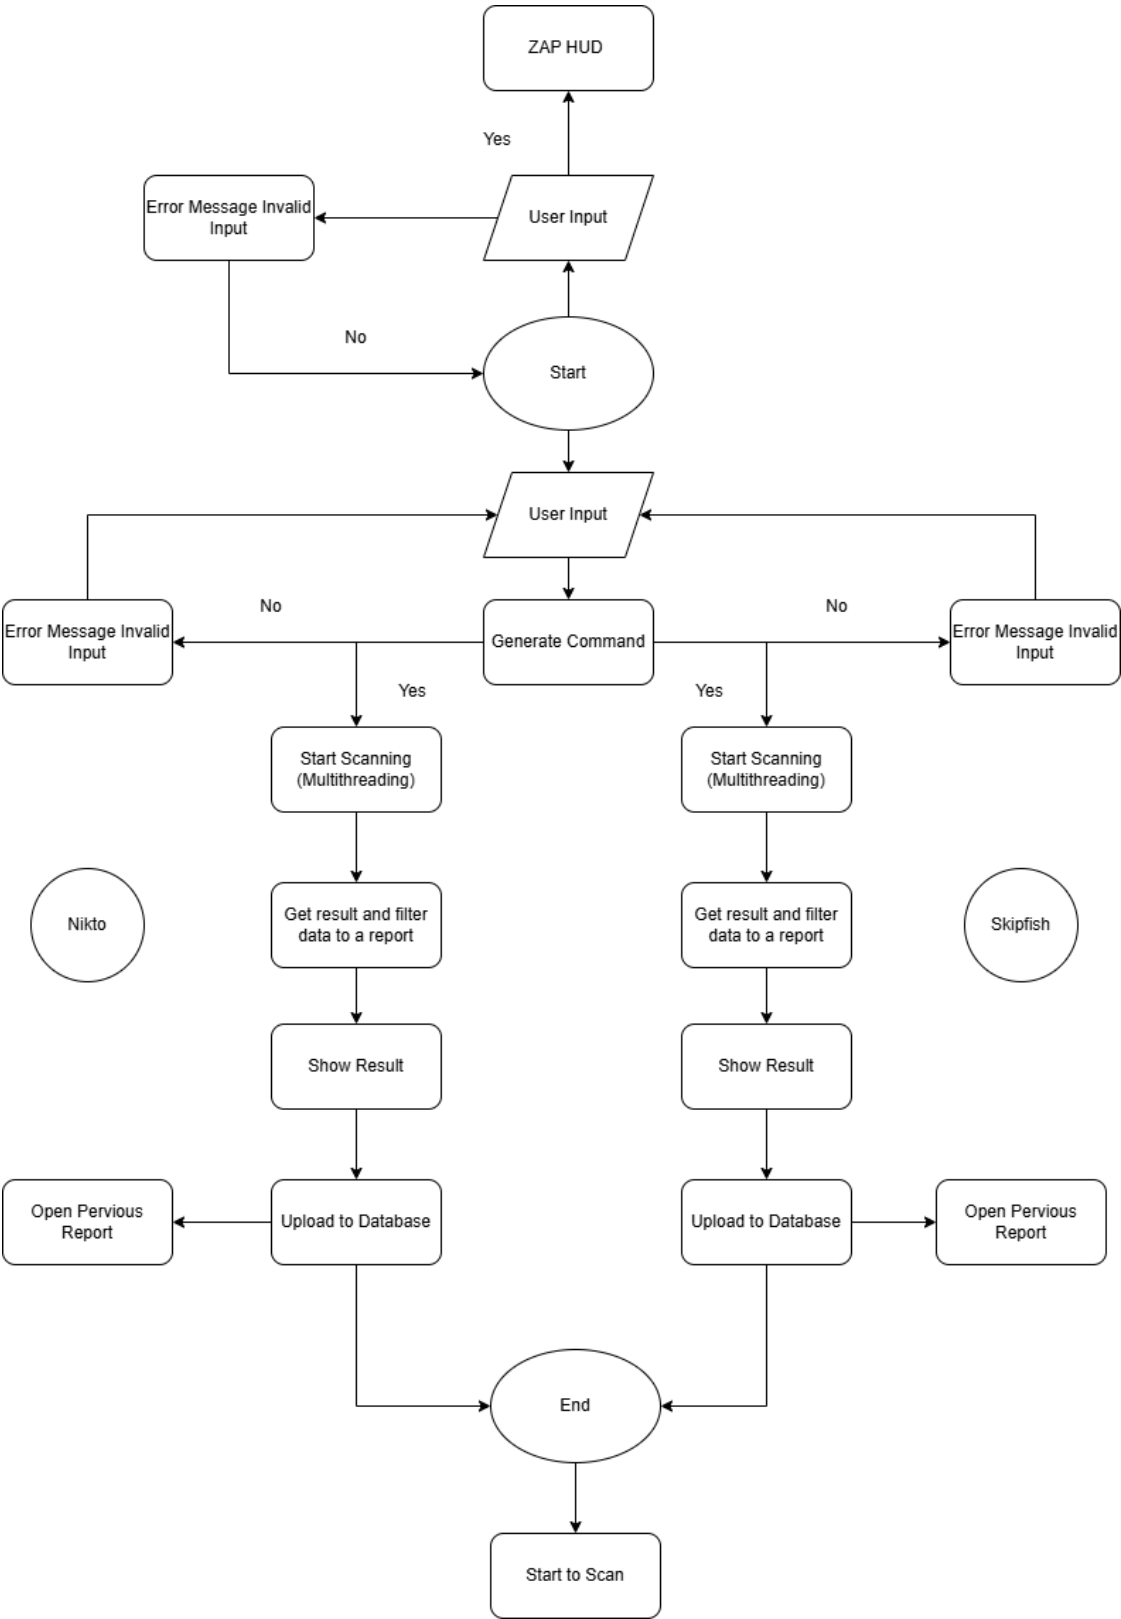 ZAP HUD
Yes
Error Message Invalid
Input
User Input
No
Start
User Input
No
No
Error Message Invalid
Input
Generate Command
Error Message Invalid
Input
Yes
Yes
Start Scanning
(Multithreading)
Start Scanning
(Multithreading)
Nikto
Get result and filter
data to a report
Get result and filter
data to a report
Skipfish
Show Result
Show Result
Open Pervious
Report
Upload to Database
Upload to Database
Open Pervious
Report
End
Start to Scan